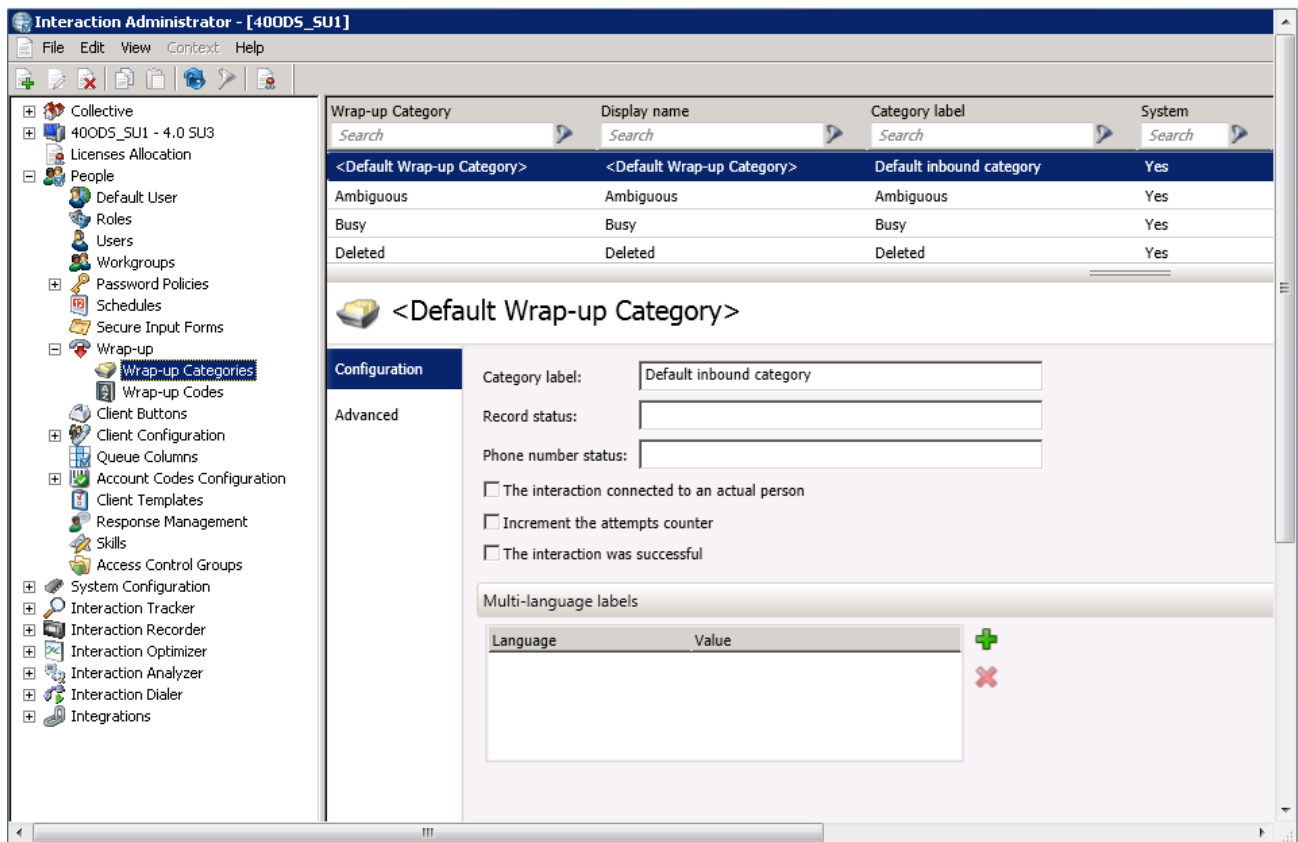 Interaction Administrator - [40ODS_SU1]
File Edit View Context Help
Collective
40ODS_SU1 - 4.0 SU3
Licenses Allocation
People
Default User
Roles
Users
Workgroups
Password Policies
Schedules
Secure Input Forms
Wrap-up
Wrap-up Categories
Wrap-up Codes
Client Buttons
Client Configuration
Queue Columns
Account Codes Configuration
Client Templates
Response Management
Skills
Access Control Groups
System Configuration
Interaction Tracker
Interaction Recorder
Interaction Optimizer
Interaction Analyzer
Interaction Dialer
Integrations
Wrap-up Category Display name Category label System
Search Search Search Search
<Default Wrap-up Category> <Default Wrap-up Category> Default inbound category Yes
Ambiguous Ambiguous Ambiguous Yes
Busy Busy Busy Yes
Deleted Deleted Deleted Yes
<Default Wrap-up Category>
Configuration
Advanced
Category label: Default inbound category
Record status:
Phone number status:
The interaction connected to an actual person
Increment the attempts counter
The interaction was successful
Multi-language labels
Language Value